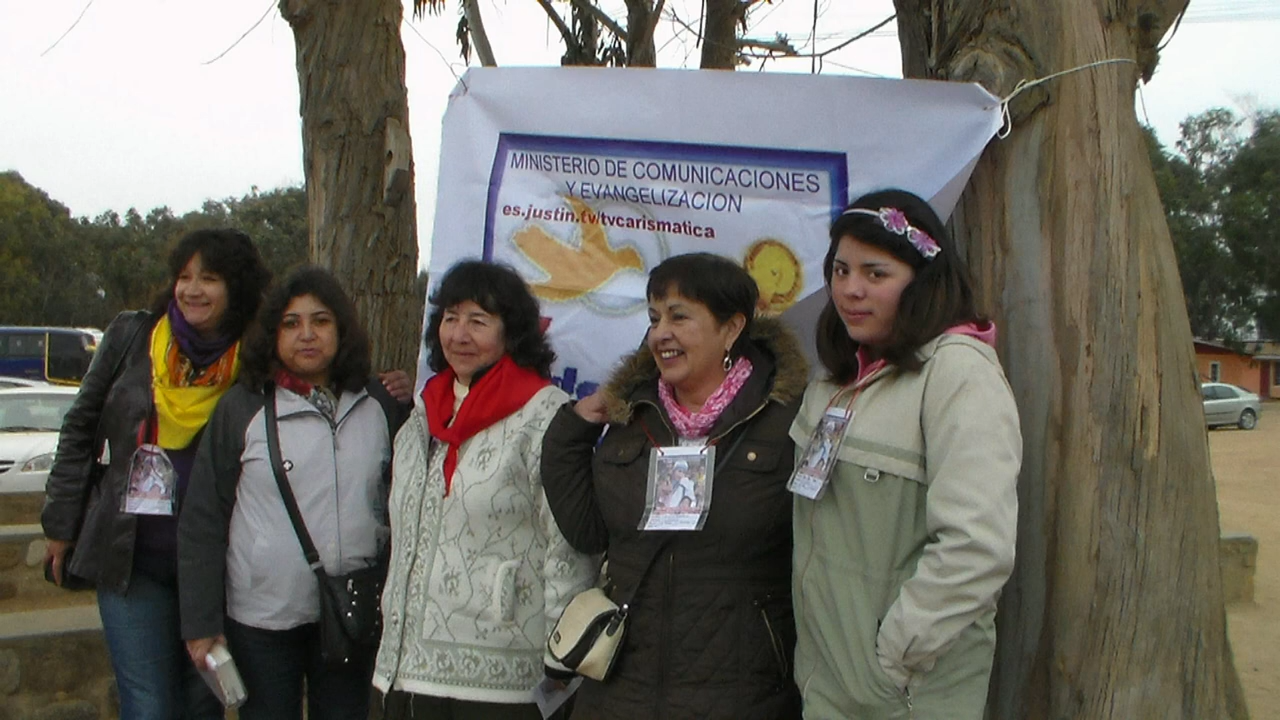 MINISTERIO DE COMUNICACIONES
Y EVANGELIZACION
es.justin.tv/tvcarismatica